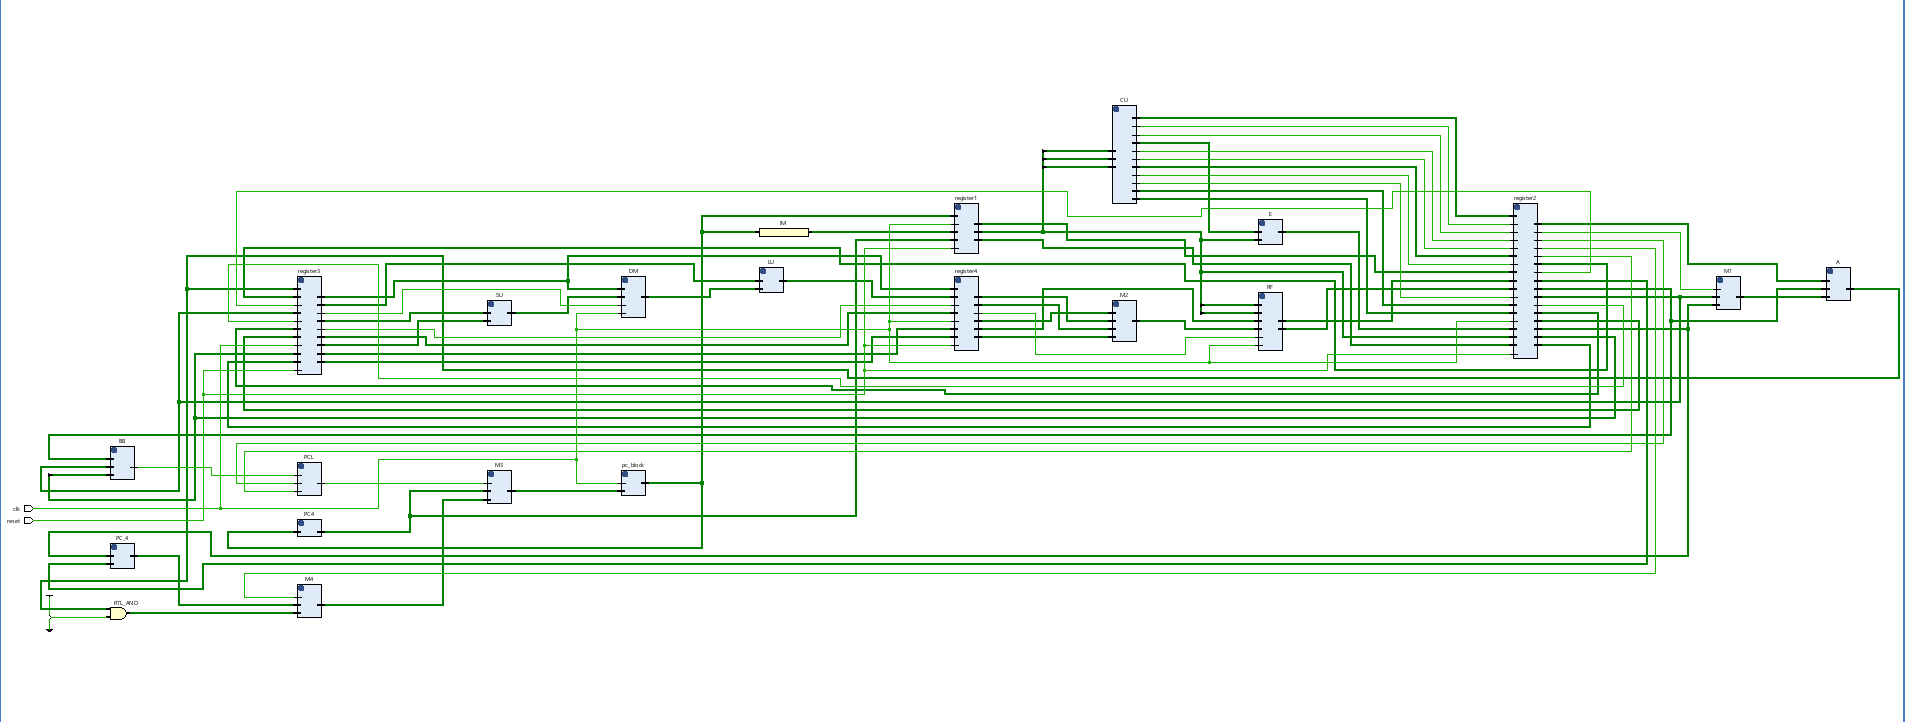 CU
register1
register2
E
IM
A
LU
register3
DM
register4
M1
RF
SU
M2
BB
PCL
M3
pc_block
clk
PC4
reset
PC_4
M4
RTL_AND